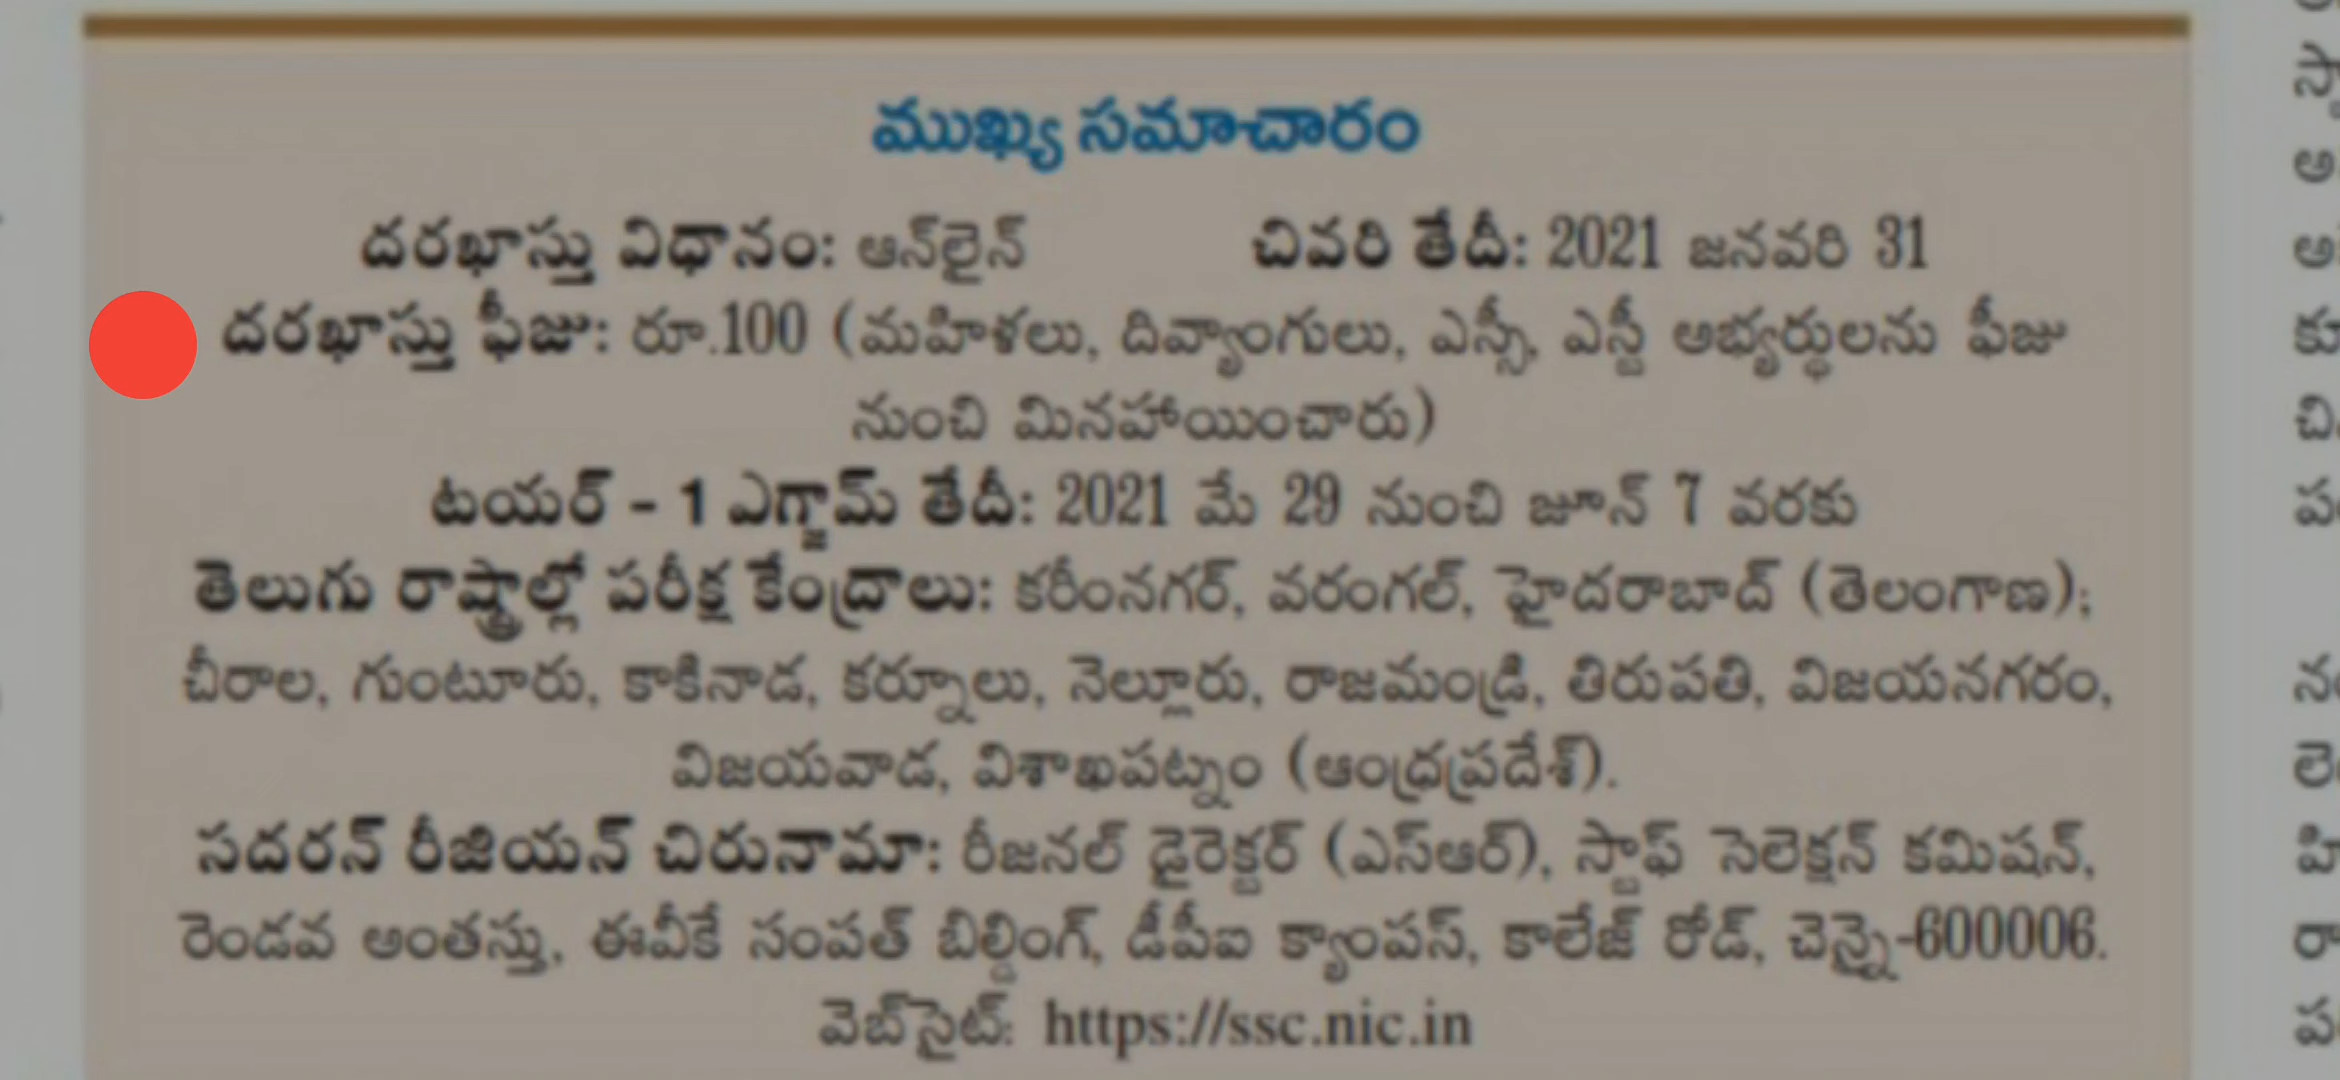 ముఖ్య సమాచారం
దరఖాస్తు విధానం: ఆన్‌లైన్ చివరి తేదీ: 2021 జనవరి 31
దరఖాస్తు ఫీజు: రూ.100 (మహిళలు, దివ్యాంగులు, ఎస్సీ, ఎస్టీ అభ్యర్థులను ఫీజు
నుంచి మినహాయించారు)
టయర్ - 1 ఎగ్జామ్ తేదీ: 2021 మే 29 నుంచి జూన్ 7 వరకు
తెలుగు రాష్ట్రాల్లో పరీక్ష కేంద్రాలు: కరీంనగర్, వరంగల్, హైదరాబాద్ (తెలంగాణ);
చీరాల, గుంటూరు, కాకినాడ, కర్నూలు, నెల్లూరు, రాజమండ్రి, తిరుపతి, విజయనగరం,
విజయవాడ, విశాఖపట్నం (ఆంధ్రప్రదేశ్).
సదరన్ రీజియన్ చిరునామా: రీజనల్ డైరెక్టర్ (ఎస్ఆర్), స్టాఫ్ సెలెక్షన్ కమిషన్,
రెండవ అంతస్తు, ఈవీకే సంపత్ బిల్డింగ్, డీపీఐ క్యాంపస్, కాలేజ్ రోడ్, చెన్నై-600006.
వెబ్‌సైట్: https://ssc.nic.in